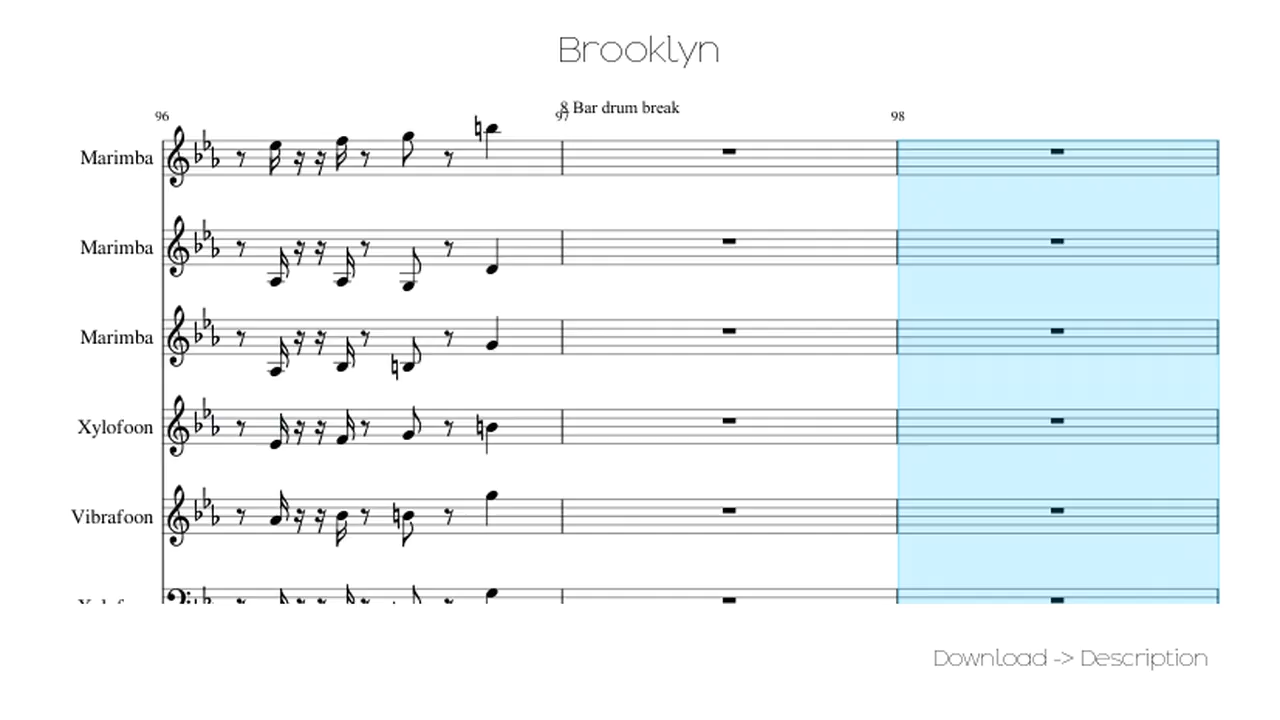 Brooklyn
8 Bar drum break
96
97
98
Marimba
Marimba
Marimba
Xylofoon
Vibrafoon
Download -> Description